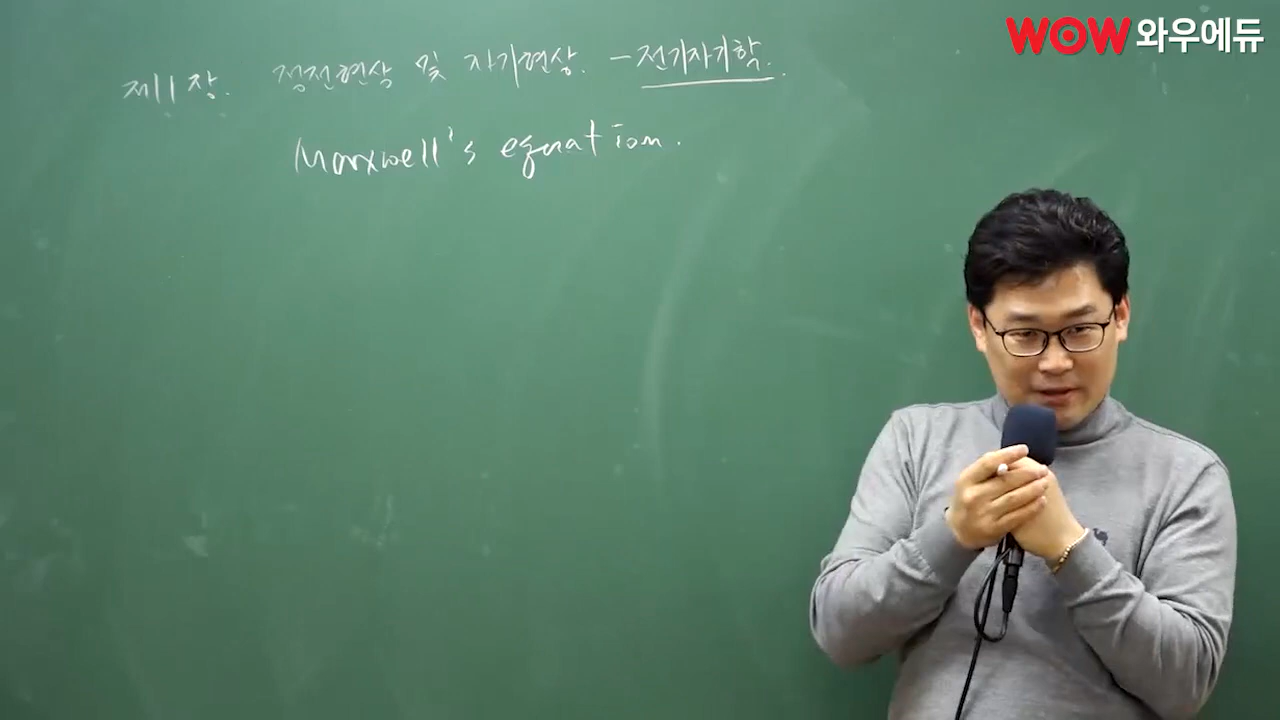 WOW 와우에듀
제11장. 정전현상 및 자기현상. - 전기자기학.
Maxwell's equation.